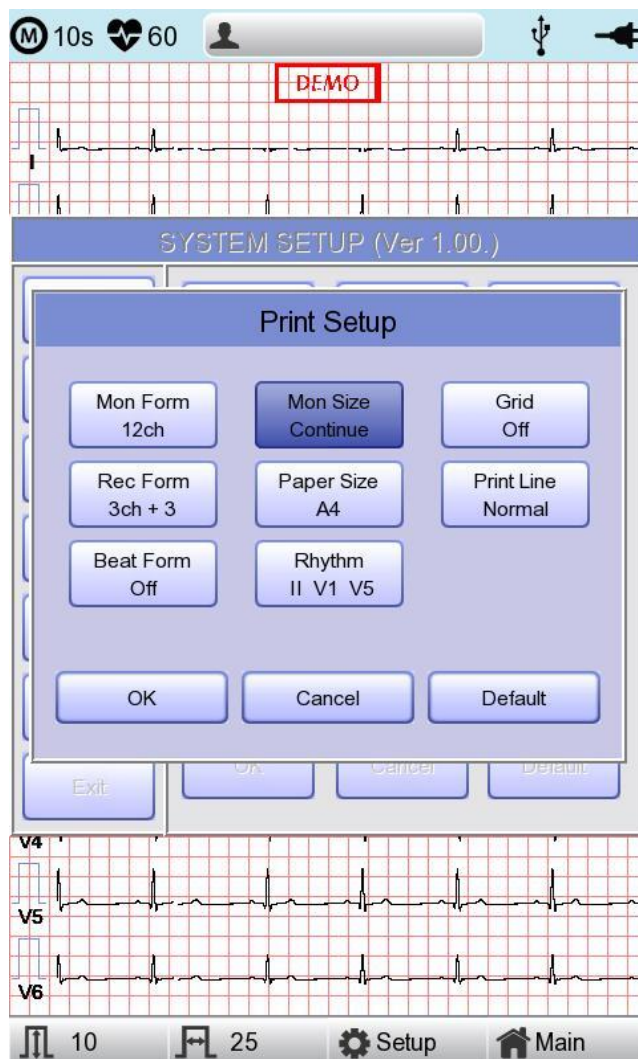 M 10s 60
DEMO
I
SYSTEM SETUP (Ver 1.00.)
Print Setup
Mon Form
12ch
Mon Size
Continue
Grid
Off
Rec Form
3ch + 3
Paper Size
A4
Print Line
Normal
Beat Form
Off
Rhythm
II V1 V5
OK
Cancel
Default
Exit
OK
Cancel
Default
V4
V5
V6
10
25
Setup
Main